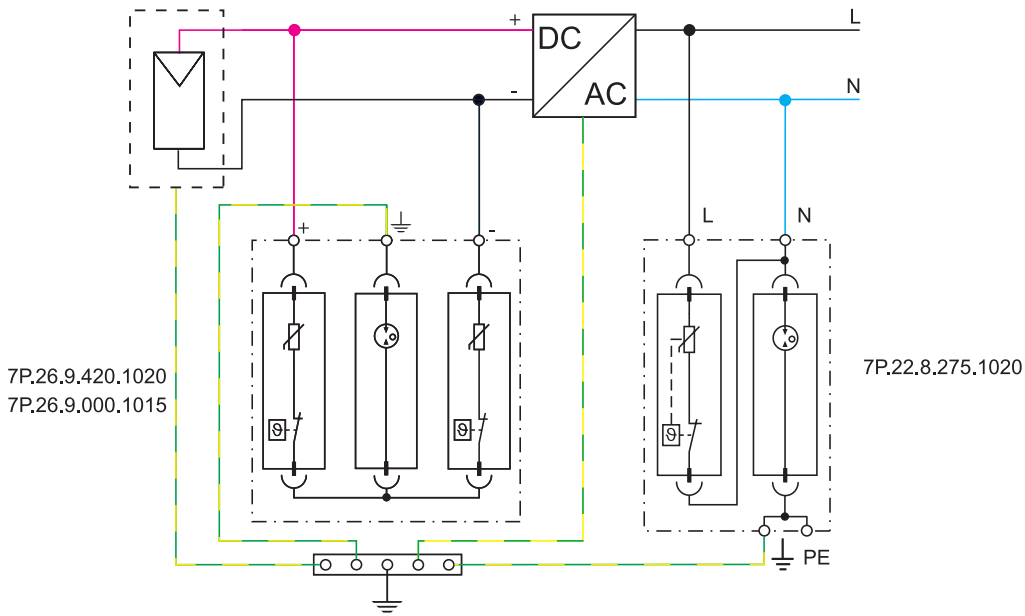 +
DC
L
-
AC
N
+
-
L
N
ϑ
ϑ
ϑ
7P.26.9.420.1020
7P.26.9.000.1015
7P.22.8.275.1020
PE